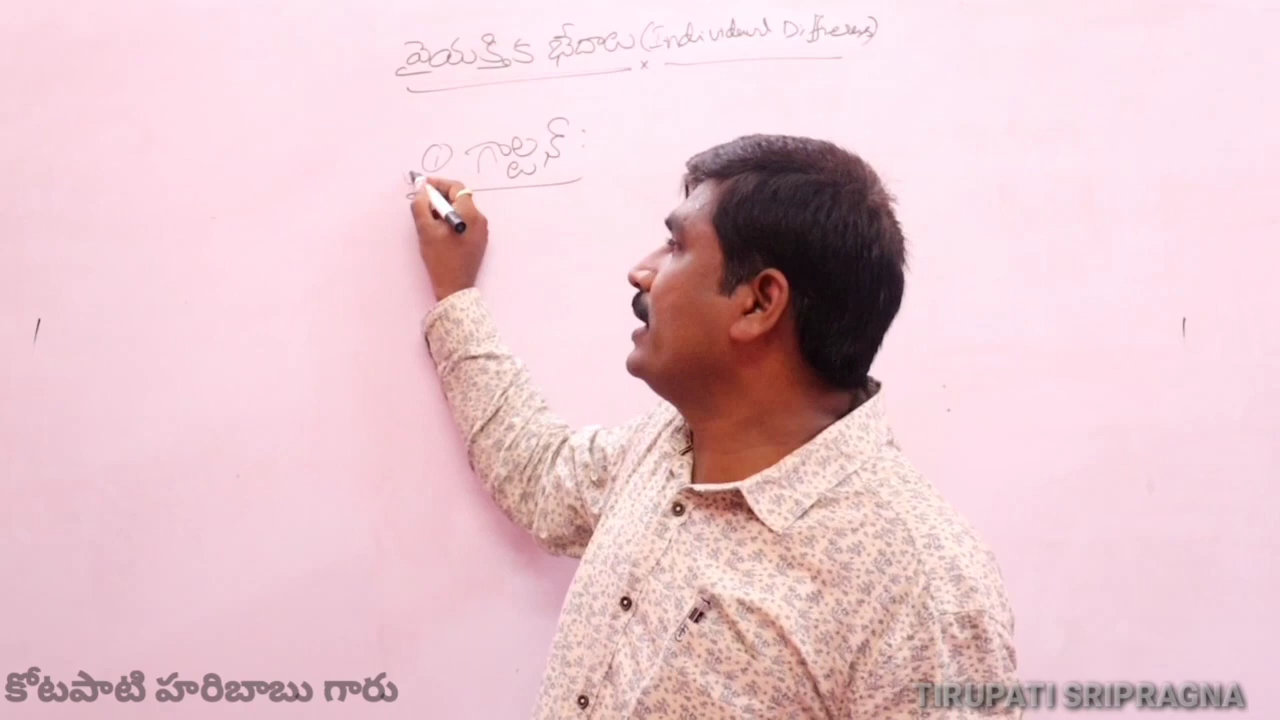 వైయక్తిక భేదాలు (Individual Differences)
① గాల్టన్ :
కోటపాటి హరిబాబు గారు
TIRUPATI SRIPRAGNA